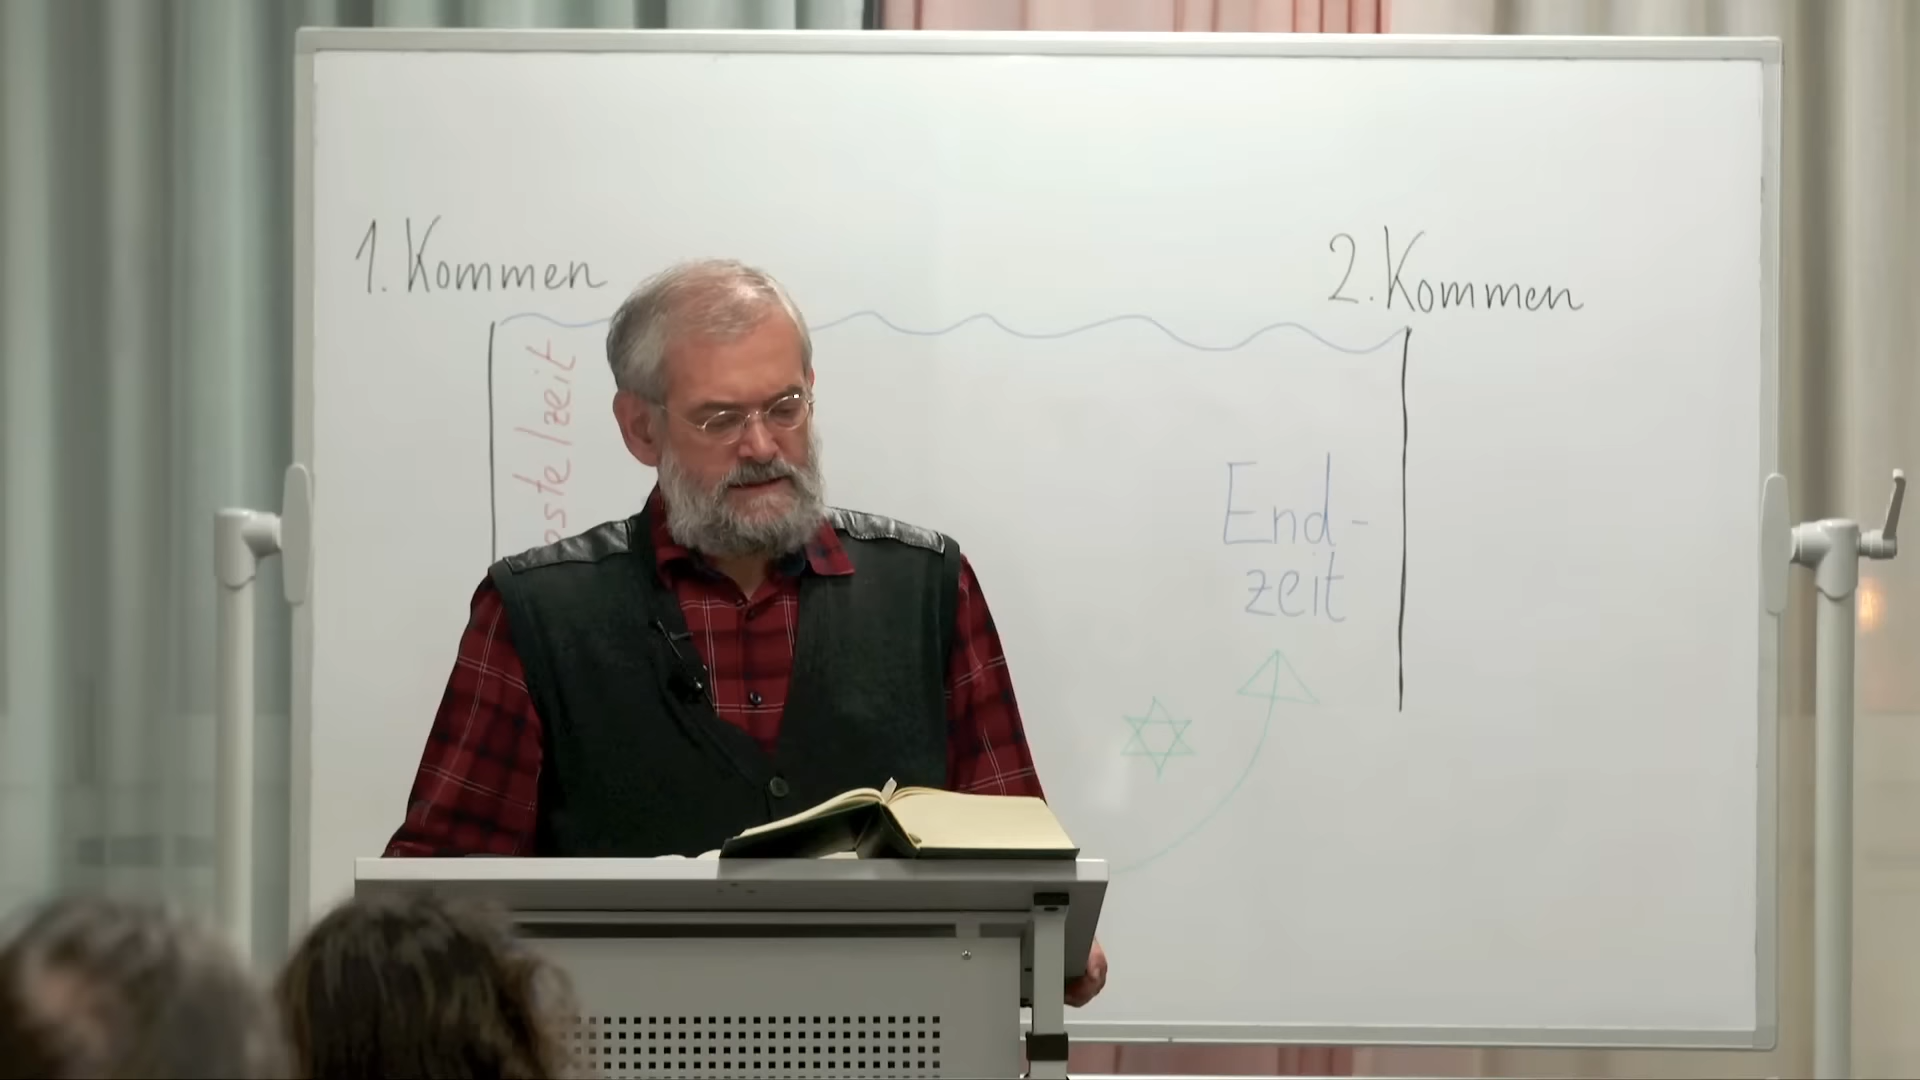 1. Kommen
2. Kommen
End-
zeit